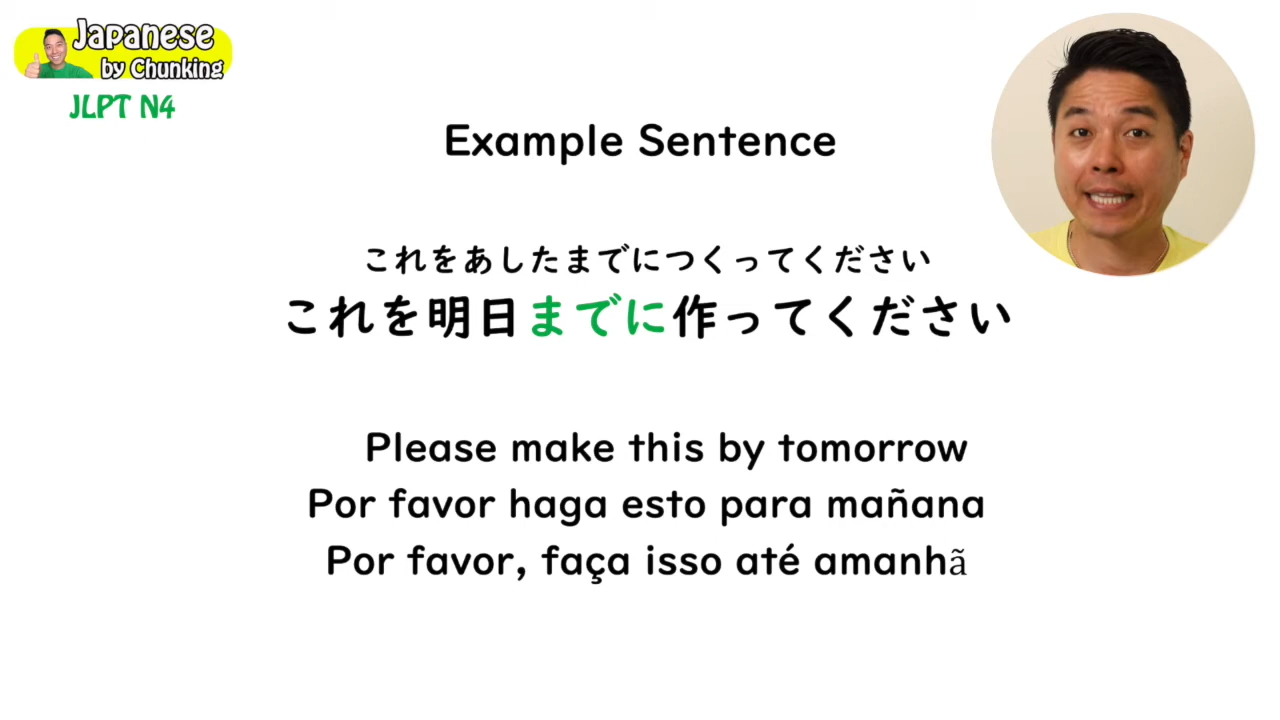 Japanese
by Chunking
JLPT N4
Example Sentence
これをあしたまでにつくってください
これを明日までに作ってください
Please make this by tomorrow
Por favor haga esto para mañana
Por favor, faça isso até amanhã